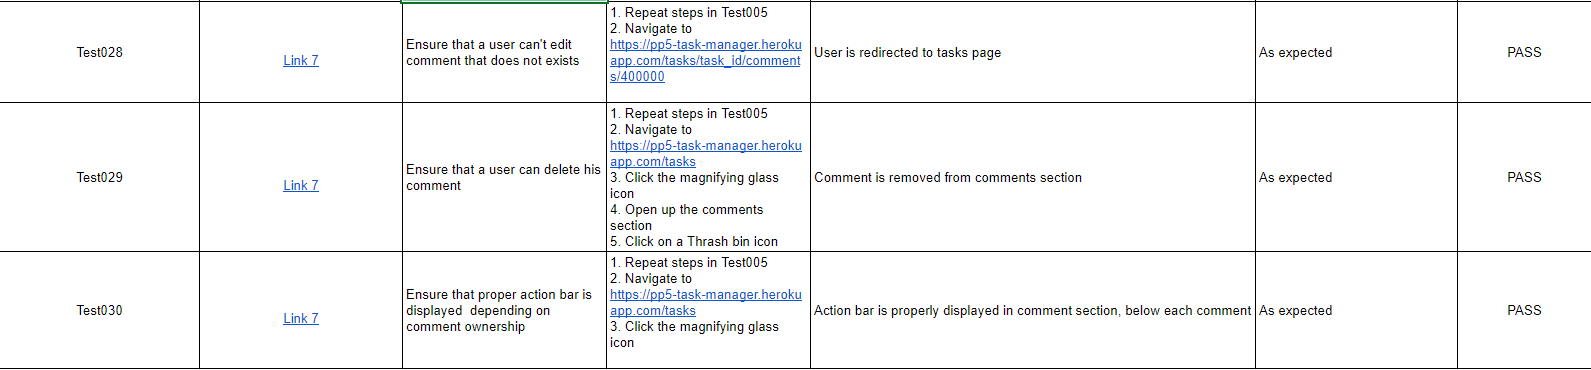 Test028
Link 7
Ensure that a user can't edit
comment that does not exists
1. Repeat steps in Test005
2. Navigate to
https://pp5-task-manager.heroku
app.com/tasks/task_id/comment
s/400000
User is redirected to tasks page
As expected
PASS
Test029
Link 7
Ensure that a user can delete his
comment
1. Repeat steps in Test005
2. Navigate to
https://pp5-task-manager.heroku
app.com/tasks
3. Click the magnifying glass
icon
4. Open up the comments
section
5. Click on a Thrash bin icon
Comment is removed from comments section
As expected
PASS
Test030
Link 7
Ensure that proper action bar is
displayed  depending on
comment ownership
1. Repeat steps in Test005
2. Navigate to
https://pp5-task-manager.heroku
app.com/tasks
3. Click the magnifying glass
icon
Action bar is properly displayed in comment section, below each comment
As expected
PASS